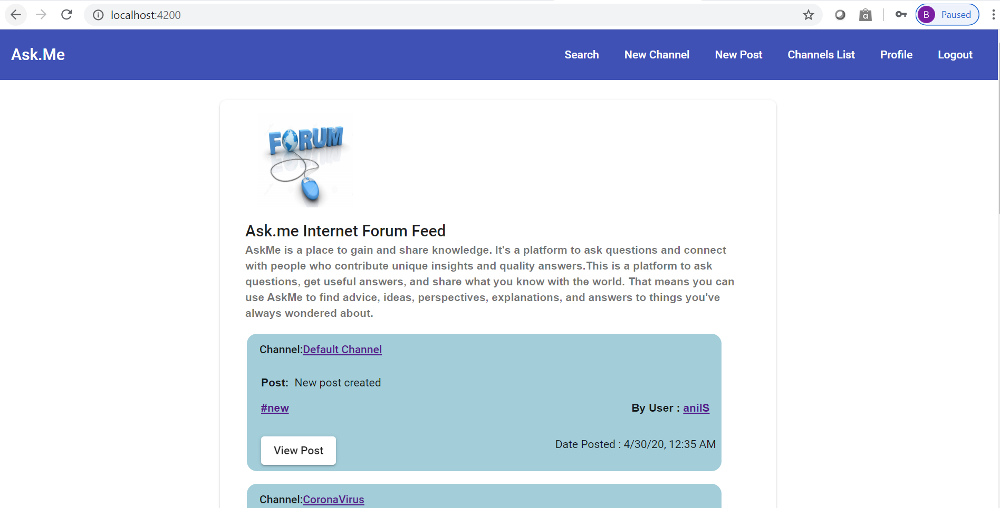 localhost:4200
B Paused
Ask.Me
Search New Channel New Post Channels List Profile Logout
FORUM
Ask.me Internet Forum Feed
AskMe is a place to gain and share knowledge. It's a platform to ask questions and connect
with people who contribute unique insights and quality answers.This is a platform to ask
questions, get useful answers, and share what you know with the world. That means you can
use AskMe to find advice, ideas, perspectives, explanations, and answers to things you've
always wondered about.
Channel:Default Channel
Post: New post created
#new By User : anilS
View Post Date Posted : 4/30/20, 12:35 AM
Channel:CoronaVirus